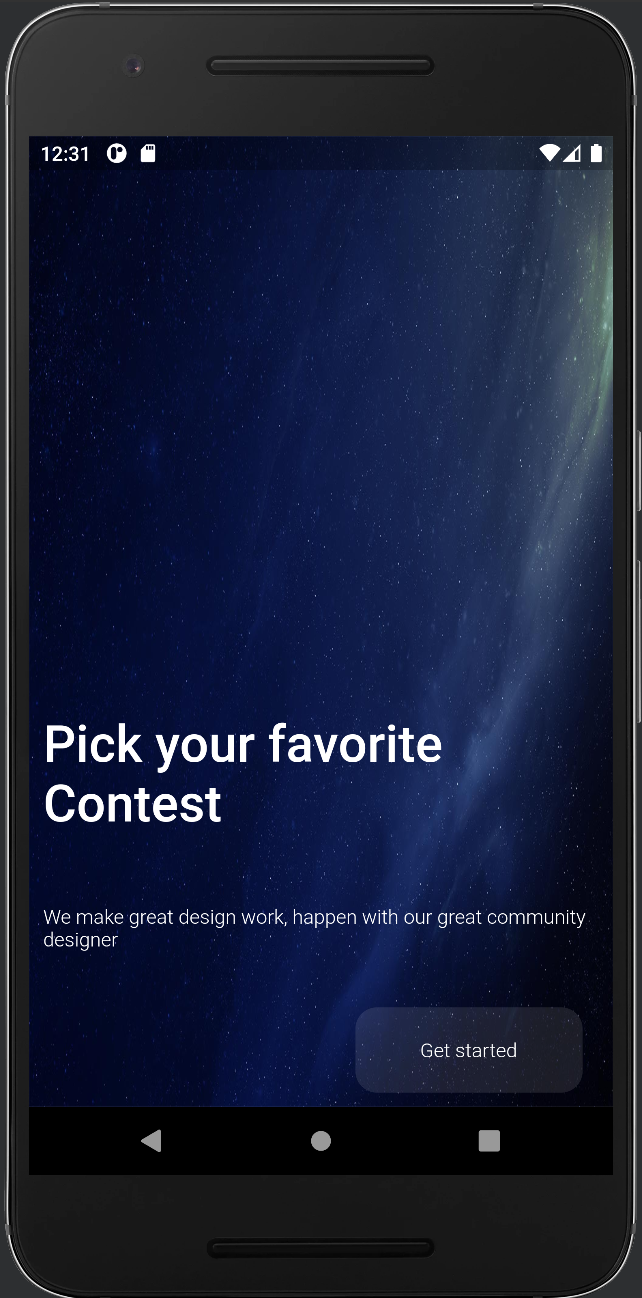 12:31
Pick your favorite
Contest
We make great design work, happen with our great community
designer
Get started